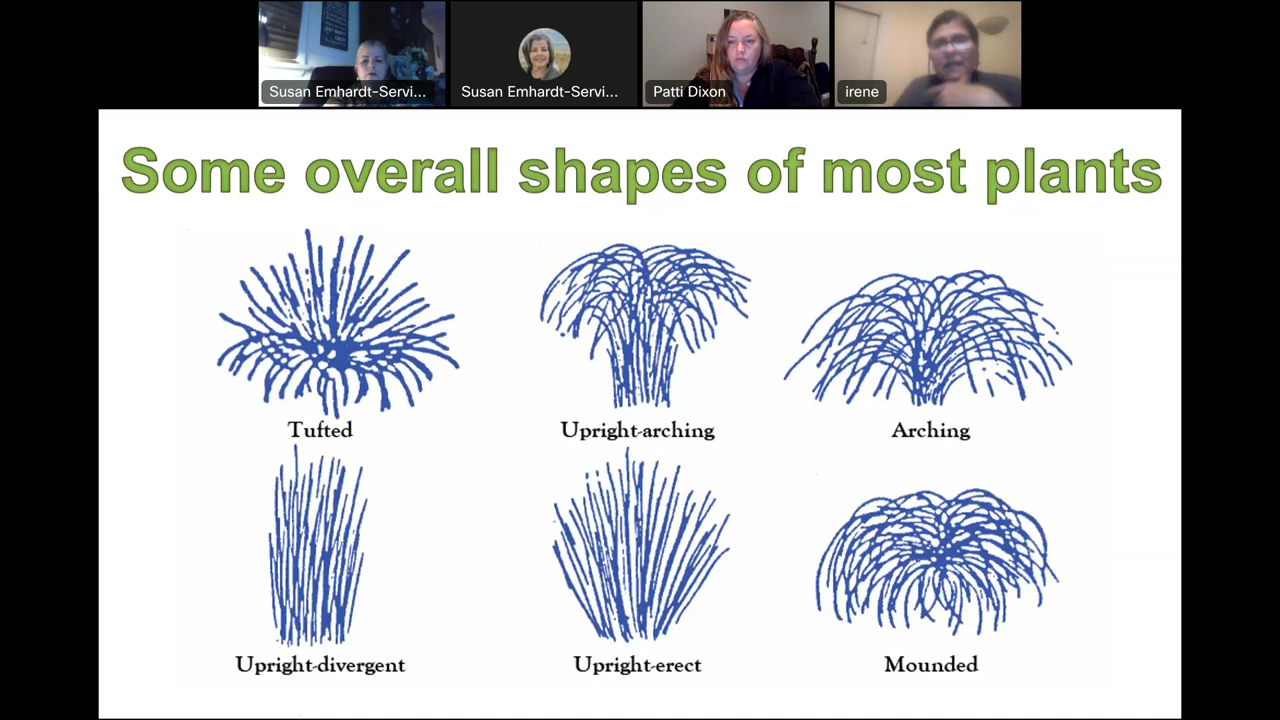 Susan Emhardt-Servi...
Susan Emhardt-Servi...
Patti Dixon
irene
Some overall shapes of most plants
Tufted
Upright-arching
Arching
Upright-divergent
Upright-erect
Mounded